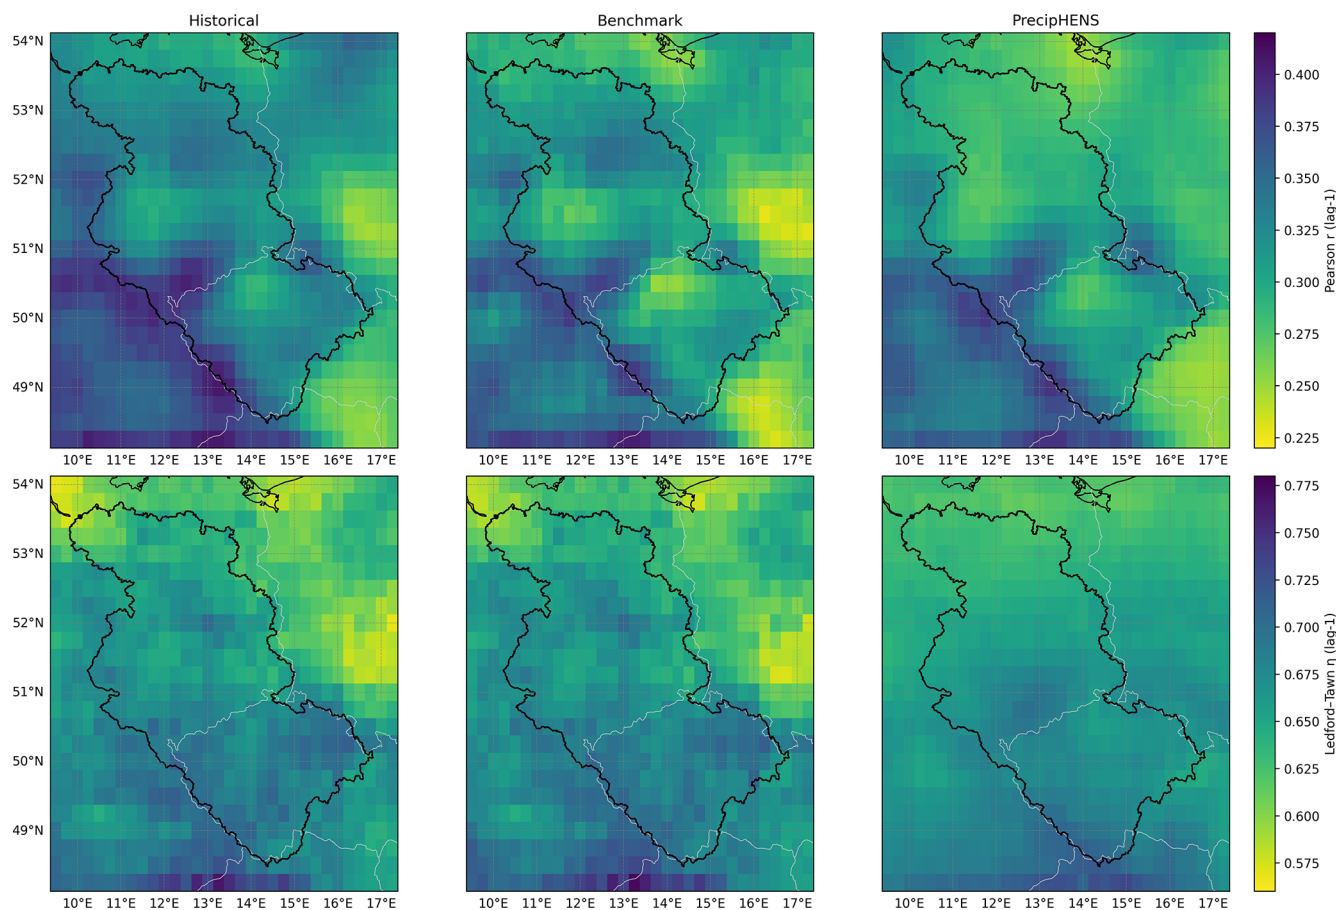 Historical
Benchmark
PrecipHENS
54°N
53°N
52°N
51°N
50°N
49°N
10°E 11°E 12°E 13°E 14°E 15°E 16°E 17°E
10°E 11°E 12°E 13°E 14°E 15°E 16°E 17°E
10°E 11°E 12°E 13°E 14°E 15°E 16°E 17°E
0.400
0.375
0.350
0.325
0.300
0.275
0.250
0.225
Pearson r (lag-1)
54°N
53°N
52°N
51°N
50°N
49°N
10°E 11°E 12°E 13°E 14°E 15°E 16°E 17°E
10°E 11°E 12°E 13°E 14°E 15°E 16°E 17°E
10°E 11°E 12°E 13°E 14°E 15°E 16°E 17°E
0.775
0.750
0.725
0.700
0.675
0.650
0.625
0.600
0.575
Ledford–Tawn η (lag-1)